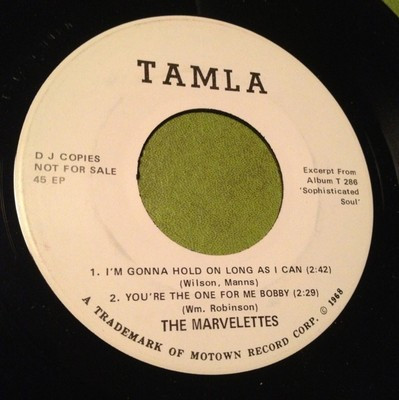 TAMLA
D J COPIES
NOT FOR SALE
45 EP
Excerpt From
Album T 286
'Sophisticated
Soul'
1. I'M GONNA HOLD ON LONG AS I CAN (2:42)
(Wilson, Manns)
2. YOU'RE THE ONE FOR ME BOBBY (2:29)
(Wm. Robinson)
THE MARVELETTES
A TRADEMARK OF MOTOWN RECORD CORP. © 1968